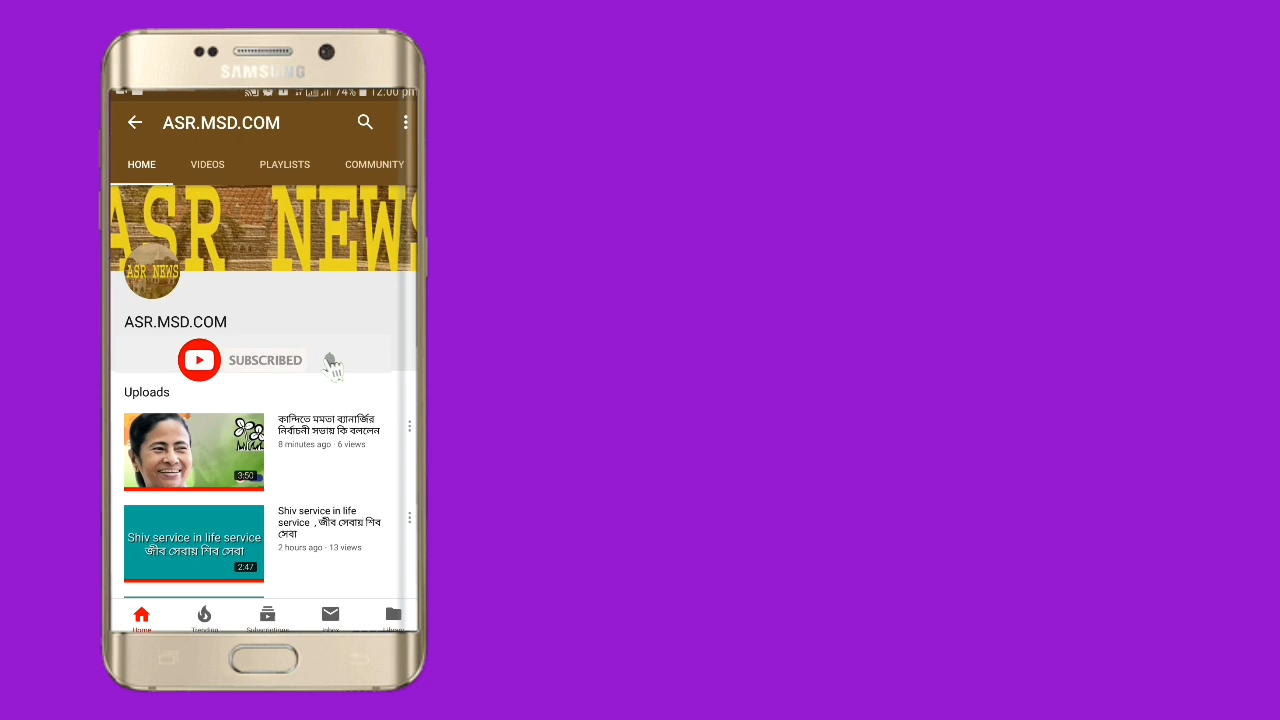 SAMSUNG
74% 12:00 pm
ASR.MSD.COM
HOME VIDEOS PLAYLISTS COMMUNITY
ASR NEWS
ASR NEWS
ASR.MSD.COM
SUBSCRIBED
Uploads
কান্দিতে মমতা ব্যানার্জির
নির্বাচনী সভায় কি বললেন
8 minutes ago · 6 views
3:50
Shiv service in life
service , জীব সেবায় শিব
সেবা
2 hours ago · 13 views
Shiv service in life service
জীব সেবায় শিব সেবা
2:47
Home Trending Subscriptions Inbox Library